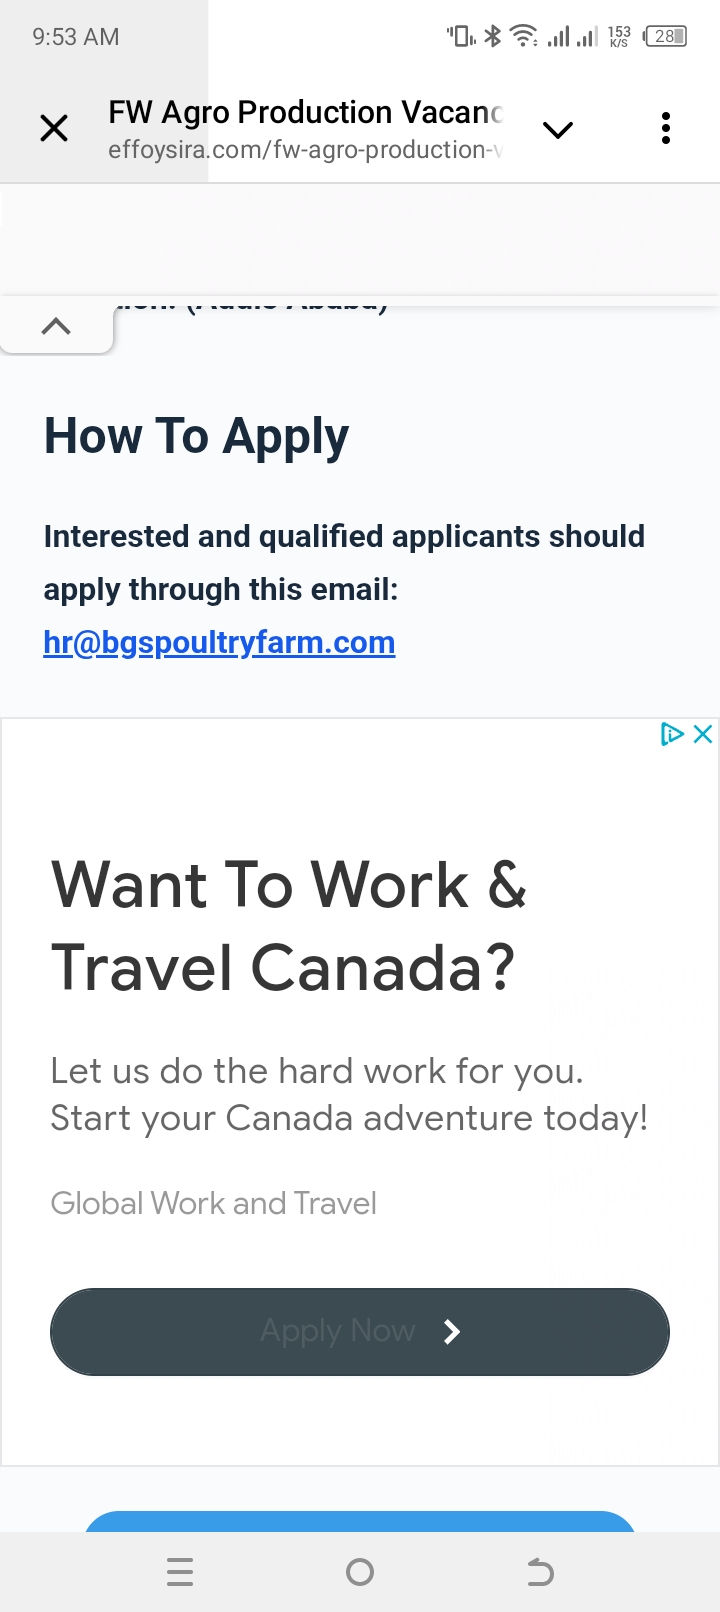 9:53 AM
153
K/S
28
FW Agro Production Vacanc
effoysira.com/fw-agro-production-v
(Addis Ababa)
How To Apply
Interested and qualified applicants should
apply through this email:
hr@bgspoultryfarm.com
Want To Work &
Travel Canada?
Let us do the hard work for you.
Start your Canada adventure today!
Global Work and Travel
Apply Now